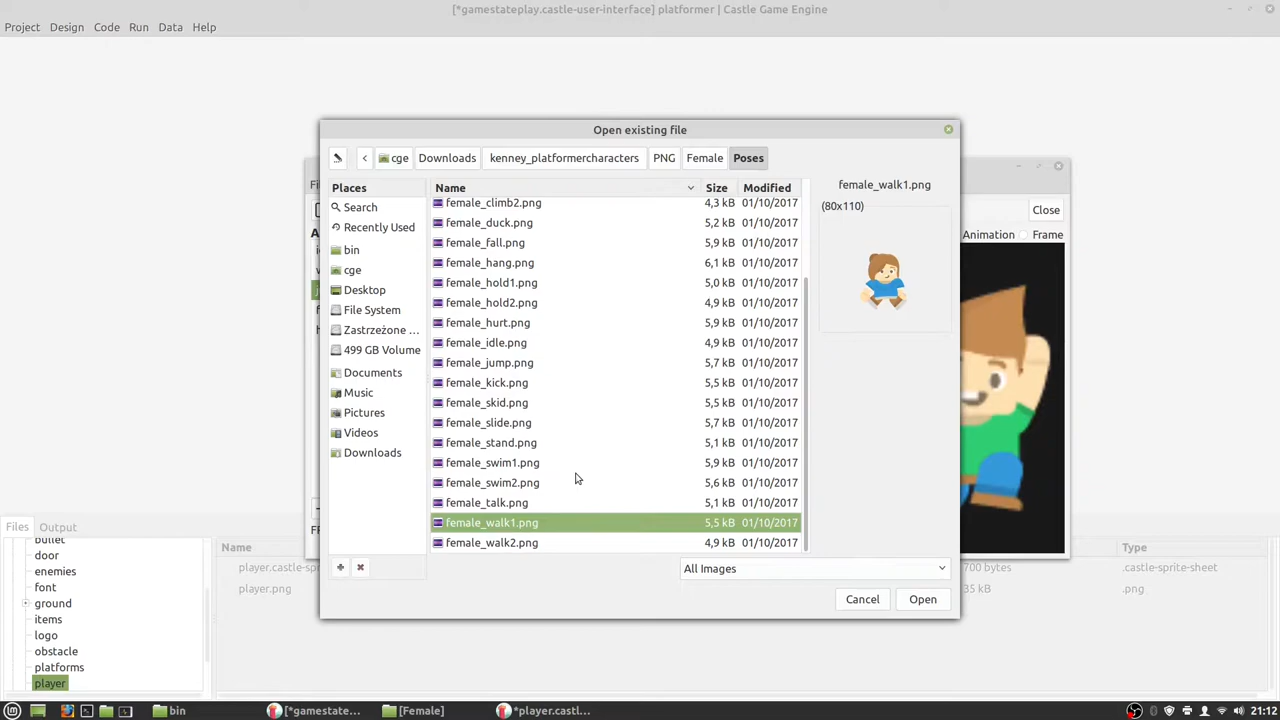 [*gamestateplay.castle-user-interface] platformer | Castle Game Engine
Project Design Code Run Data Help
Open existing file
cge Downloads kenney_platformercharacters PNG Female Poses
Places
Search
Recently Used
bin
cge
Desktop
File System
Zastrzeżone ...
499 GB Volume
Documents
Music
Pictures
Videos
Downloads
Name Size Modified
female_climb2.png 4,3 kB 01/10/2017
female_duck.png 5,2 kB 01/10/2017
female_fall.png 5,9 kB 01/10/2017
female_hang.png 6,1 kB 01/10/2017
female_hold1.png 5,0 kB 01/10/2017
female_hold2.png 4,9 kB 01/10/2017
female_hurt.png 5,9 kB 01/10/2017
female_idle.png 4,9 kB 01/10/2017
female_jump.png 5,7 kB 01/10/2017
female_kick.png 5,5 kB 01/10/2017
female_skid.png 5,5 kB 01/10/2017
female_slide.png 5,7 kB 01/10/2017
female_stand.png 5,1 kB 01/10/2017
female_swim1.png 5,9 kB 01/10/2017
female_swim2.png 5,6 kB 01/10/2017
female_talk.png 5,1 kB 01/10/2017
female_walk1.png 5,5 kB 01/10/2017
female_walk2.png 4,9 kB 01/10/2017
female_walk1.png
(80x110)
All Images
Cancel Open
Close
Animation Frame
Files Output
bullet
door
enemies
font
ground
items
logo
obstacle
platforms
player
Name Type
player.castle-sp 700 bytes .castle-sprite-sheet
player.png 35 kB .png
bin [*gamestate... [Female] *player.castl... 21:12